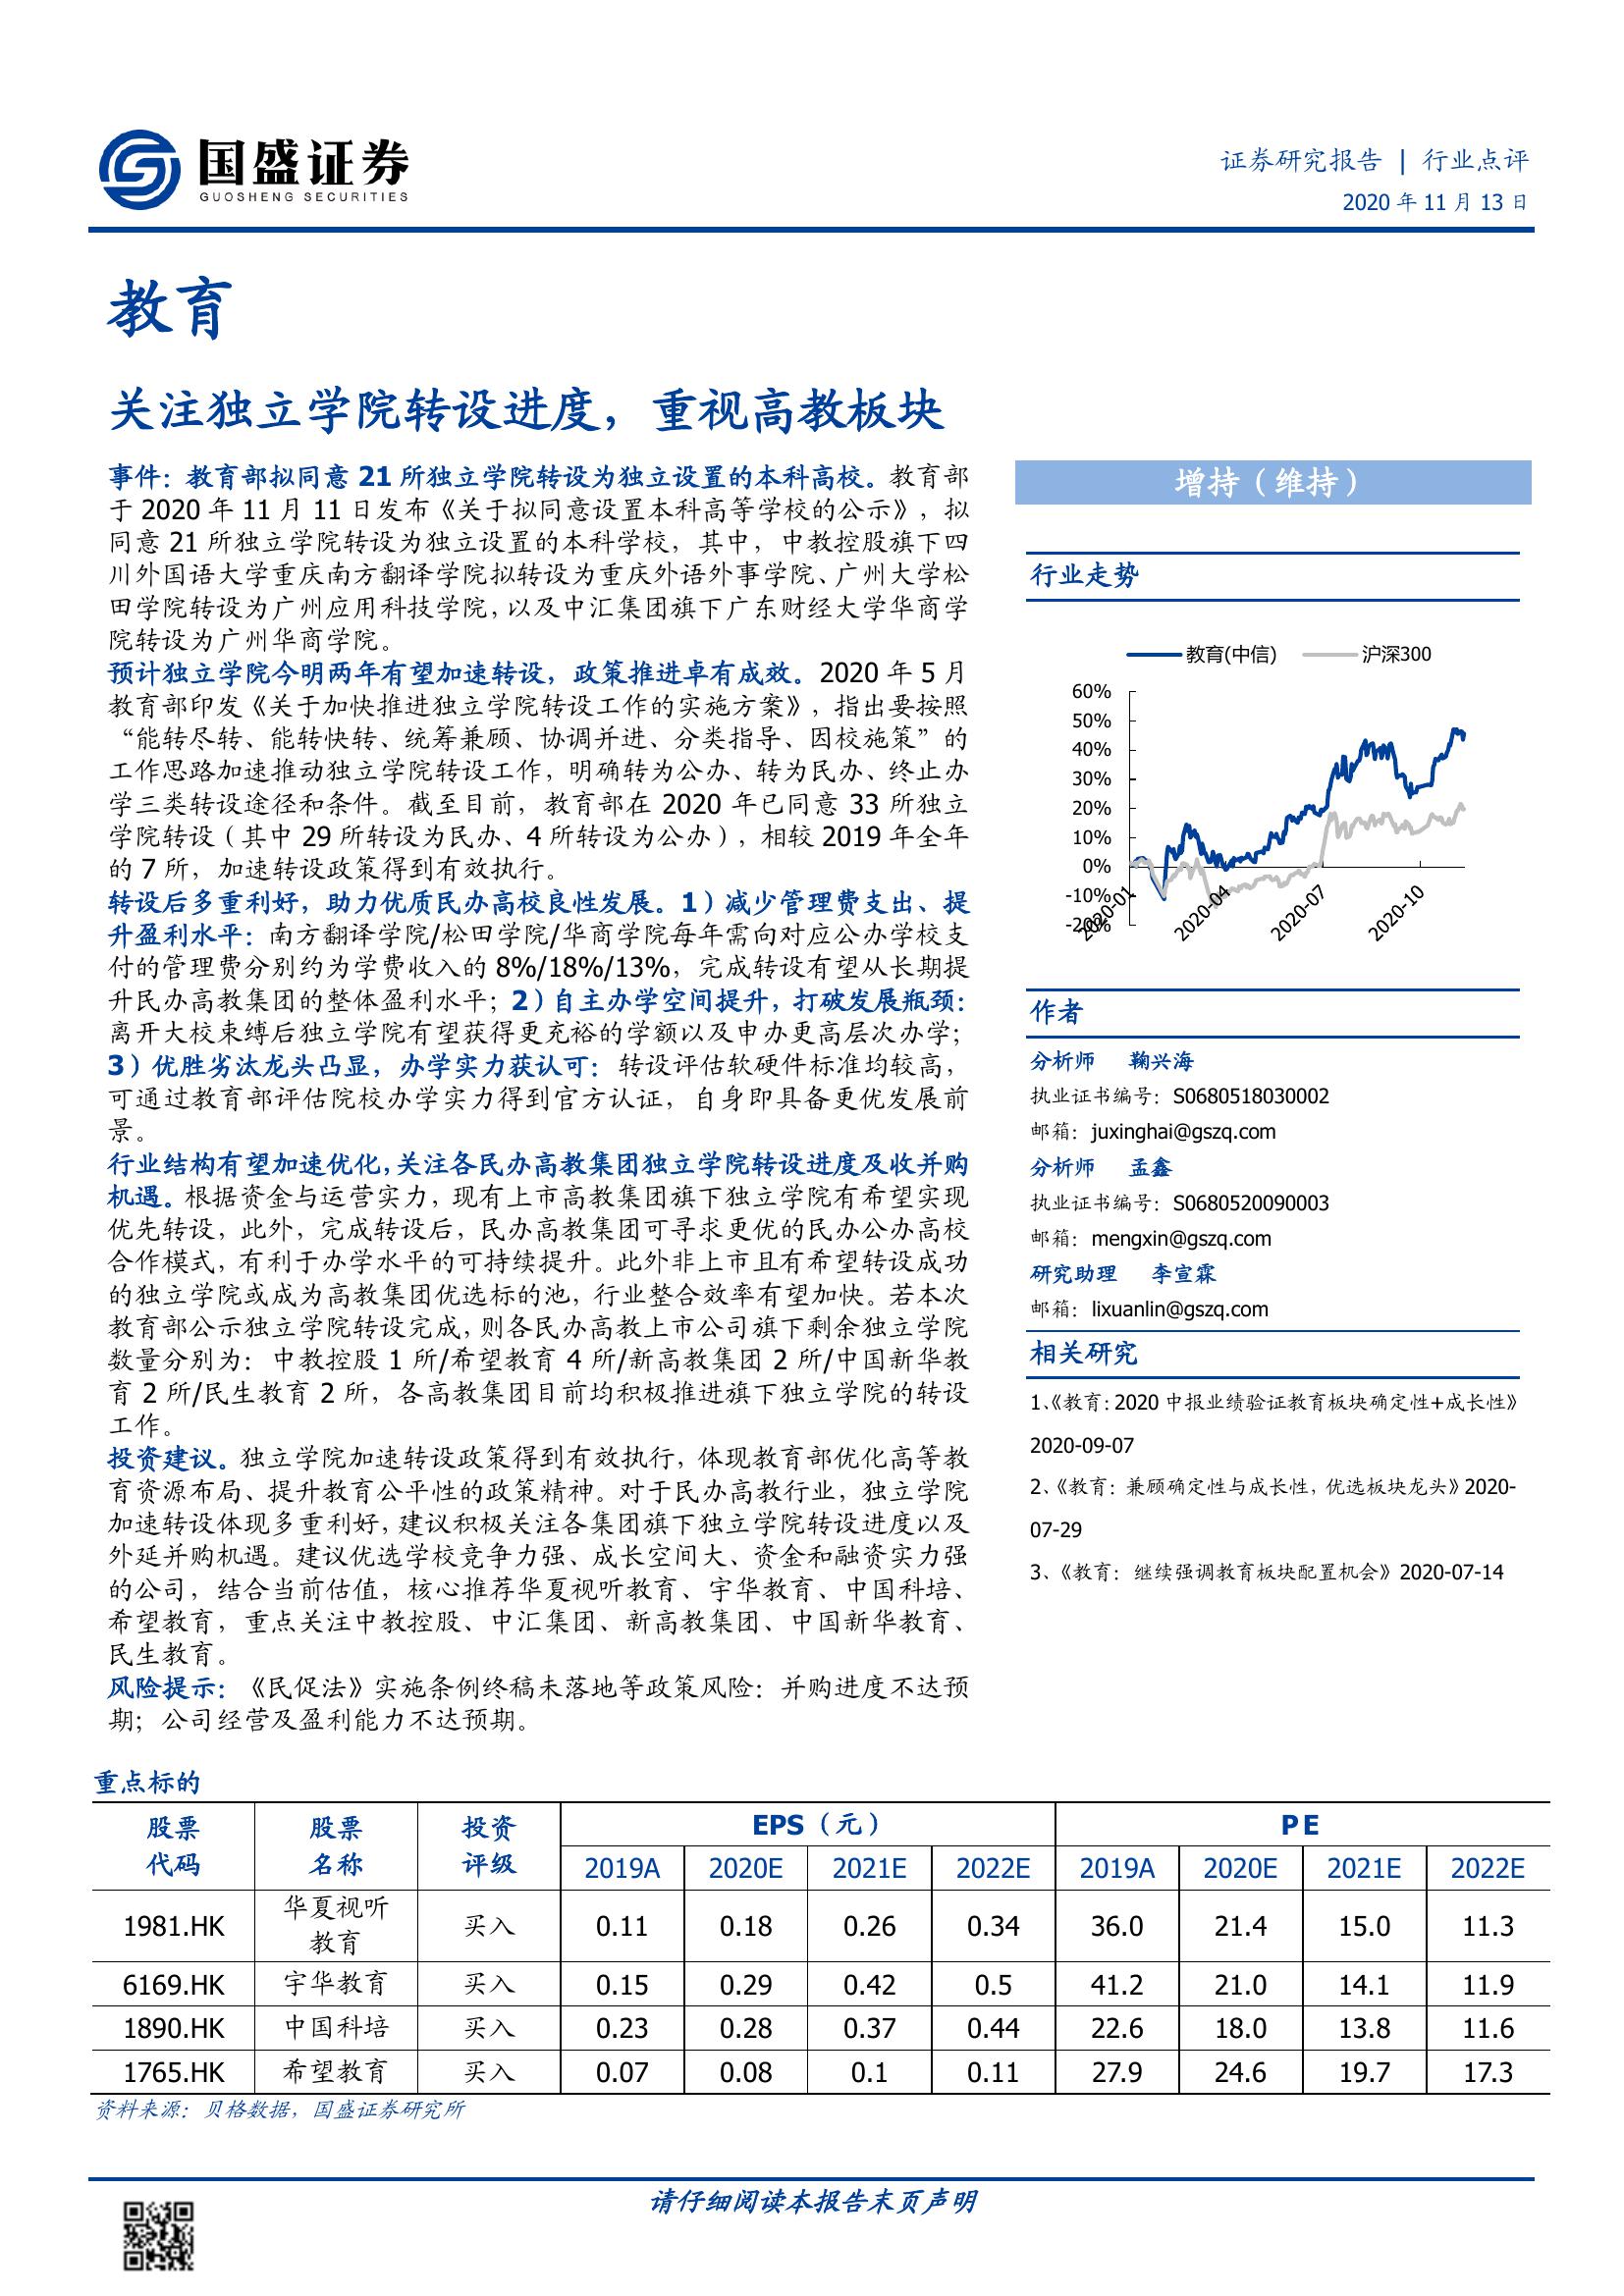 国盛证券
GUOSHENG SECURITIES
证券研究报告 | 行业点评
2020 年 11 月 13 日
教育
关注独立学院转设进度，重视高教板块
事件：教育部拟同意 21 所独立学院转设为独立设置的本科高校。教育部
于 2020 年 11 月 11 日发布《关于拟同意设置本科高等学校的公示》，拟
同意 21 所独立学院转设为独立设置的本科学校，其中，中教控股旗下四
川外国语大学重庆南方翻译学院拟转设为重庆外语外事学院、广州大学松
田学院转设为广州应用科技学院，以及中汇集团旗下广东财经大学华商学
院转设为广州华商学院。
预计独立学院今明两年有望加速转设，政策推进卓有成效。2020 年 5 月
教育部印发《关于加快推进独立学院转设工作的实施方案》，指出要按照
“能转尽转、能转快转、统筹兼顾、协调并进、分类指导、因校施策”的
工作思路加速推动独立学院转设工作，明确转为公办、转为民办、终止办
学三类转设途径和条件。截至目前，教育部在 2020 年已同意 33 所独立
学院转设（其中 29 所转设为民办、4 所转设为公办），相较 2019 年全年
的 7 所，加速转设政策得到有效执行。
转设后多重利好，助力优质民办高校良性发展。1）减少管理费支出、提
升盈利水平：南方翻译学院/松田学院/华商学院每年需向对应公办学校支
付的管理费分别约为学费收入的 8%/18%/13%，完成转设有望从长期提
升民办高教集团的整体盈利水平；2）自主办学空间提升，打破发展瓶颈：
离开大校束缚后独立学院有望获得更充裕的学额以及申办更高层次办学；
3）优胜劣汰龙头凸显，办学实力获认可：转设评估软硬件标准均较高，
可通过教育部评估院校办学实力得到官方认证，自身即具备更优发展前
景。
行业结构有望加速优化，关注各民办高教集团独立学院转设进度及收并购
机遇。根据资金与运营实力，现有上市高教集团旗下独立学院有希望实现
优先转设，此外，完成转设后，民办高教集团可寻求更优的民办公办高校
合作模式，有利于办学水平的可持续提升。此外非上市且有希望转设成功
的独立学院或成为高教集团优选标的池，行业整合效率有望加快。若本次
教育部公示独立学院转设完成，则各民办高教上市公司旗下剩余独立学院
数量分别为：中教控股 1 所/希望教育 4 所/新高教集团 2 所/中国新华教
育 2 所/民生教育 2 所，各高教集团目前均积极推进旗下独立学院的转设
工作。
投资建议。独立学院加速转设政策得到有效执行，体现教育部优化高等教
育资源布局、提升教育公平性的政策精神。对于民办高教行业，独立学院
加速转设体现多重利好，建议积极关注各集团旗下独立学院转设进度以及
外延并购机遇。建议优选学校竞争力强、成长空间大、资金和融资实力强
的公司，结合当前估值，核心推荐华夏视听教育、宇华教育、中国科培、
希望教育，重点关注中教控股、中汇集团、新高教集团、中国新华教育、
民生教育。
风险提示：《民促法》实施条例终稿未落地等政策风险：并购进度不达预
期；公司经营及盈利能力不达预期。
增持（维持）
行业走势
教育(中信) 沪深300
60%
50%
40%
30%
20%
10%
0%
-10%
-20%
2020-01 2020-04 2020-07 2020-10
作者
分析师 鞠兴海
执业证书编号：S0680518030002
邮箱：juxinghai@gszq.com
分析师 孟鑫
执业证书编号：S0680520090003
邮箱：mengxin@gszq.com
研究助理 李宣霖
邮箱：lixuanlin@gszq.com
相关研究
1、《教育：2020 中报业绩验证教育板块确定性+成长性》
2020-09-07
2、《教育：兼顾确定性与成长性，优选板块龙头》2020-
07-29
3、《教育：继续强调教育板块配置机会》2020-07-14
重点标的
股票 股票 投资 EPS（元） P E
代码 名称 评级 2019A 2020E 2021E 2022E 2019A 2020E 2021E 2022E
1981.HK 华夏视听 买入 0.11 0.18 0.26 0.34 36.0 21.4 15.0 11.3
教育
6169.HK 宇华教育 买入 0.15 0.29 0.42 0.5 41.2 21.0 14.1 11.9
1890.HK 中国科培 买入 0.23 0.28 0.37 0.44 22.6 18.0 13.8 11.6
1765.HK 希望教育 买入 0.07 0.08 0.1 0.11 27.9 24.6 19.7 17.3
资料来源：贝格数据，国盛证券研究所
请仔细阅读本报告末页声明